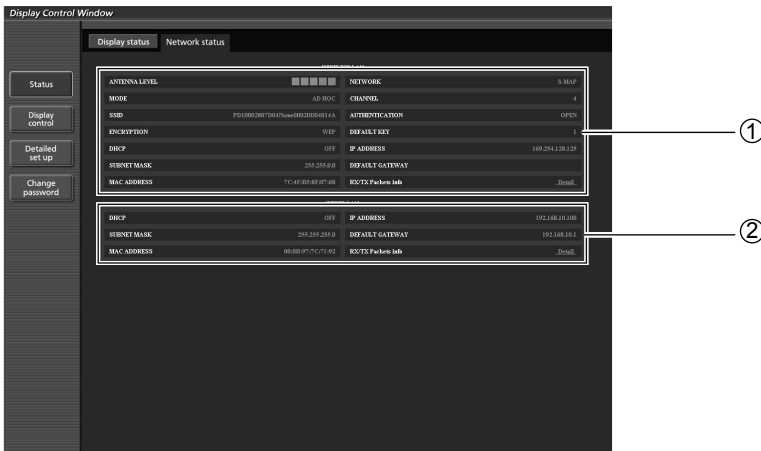 Display Control Window
Display status Network status
ANTENNA LEVEL NETWORK S-MAP
Status
MODE AD HOC CHANNEL 4
SSID AUTHENTICATION OPEN
Display
control
ENCRYPTION WEP DEFAULT KEY 1
①
DHCP OFF IP ADDRESS 169.254.128.125
Detailed
set up
SUBNET MASK 255.255.0.0 DEFAULT GATEWAY
MAC ADDRESS RX/TX Packets info Detail
Change
password
DHCP OFF IP ADDRESS 192.168.10.100
SUBNET MASK 255.255.255.0 DEFAULT GATEWAY 192.168.10.1
②
MAC ADDRESS RX/TX Packets info Detail